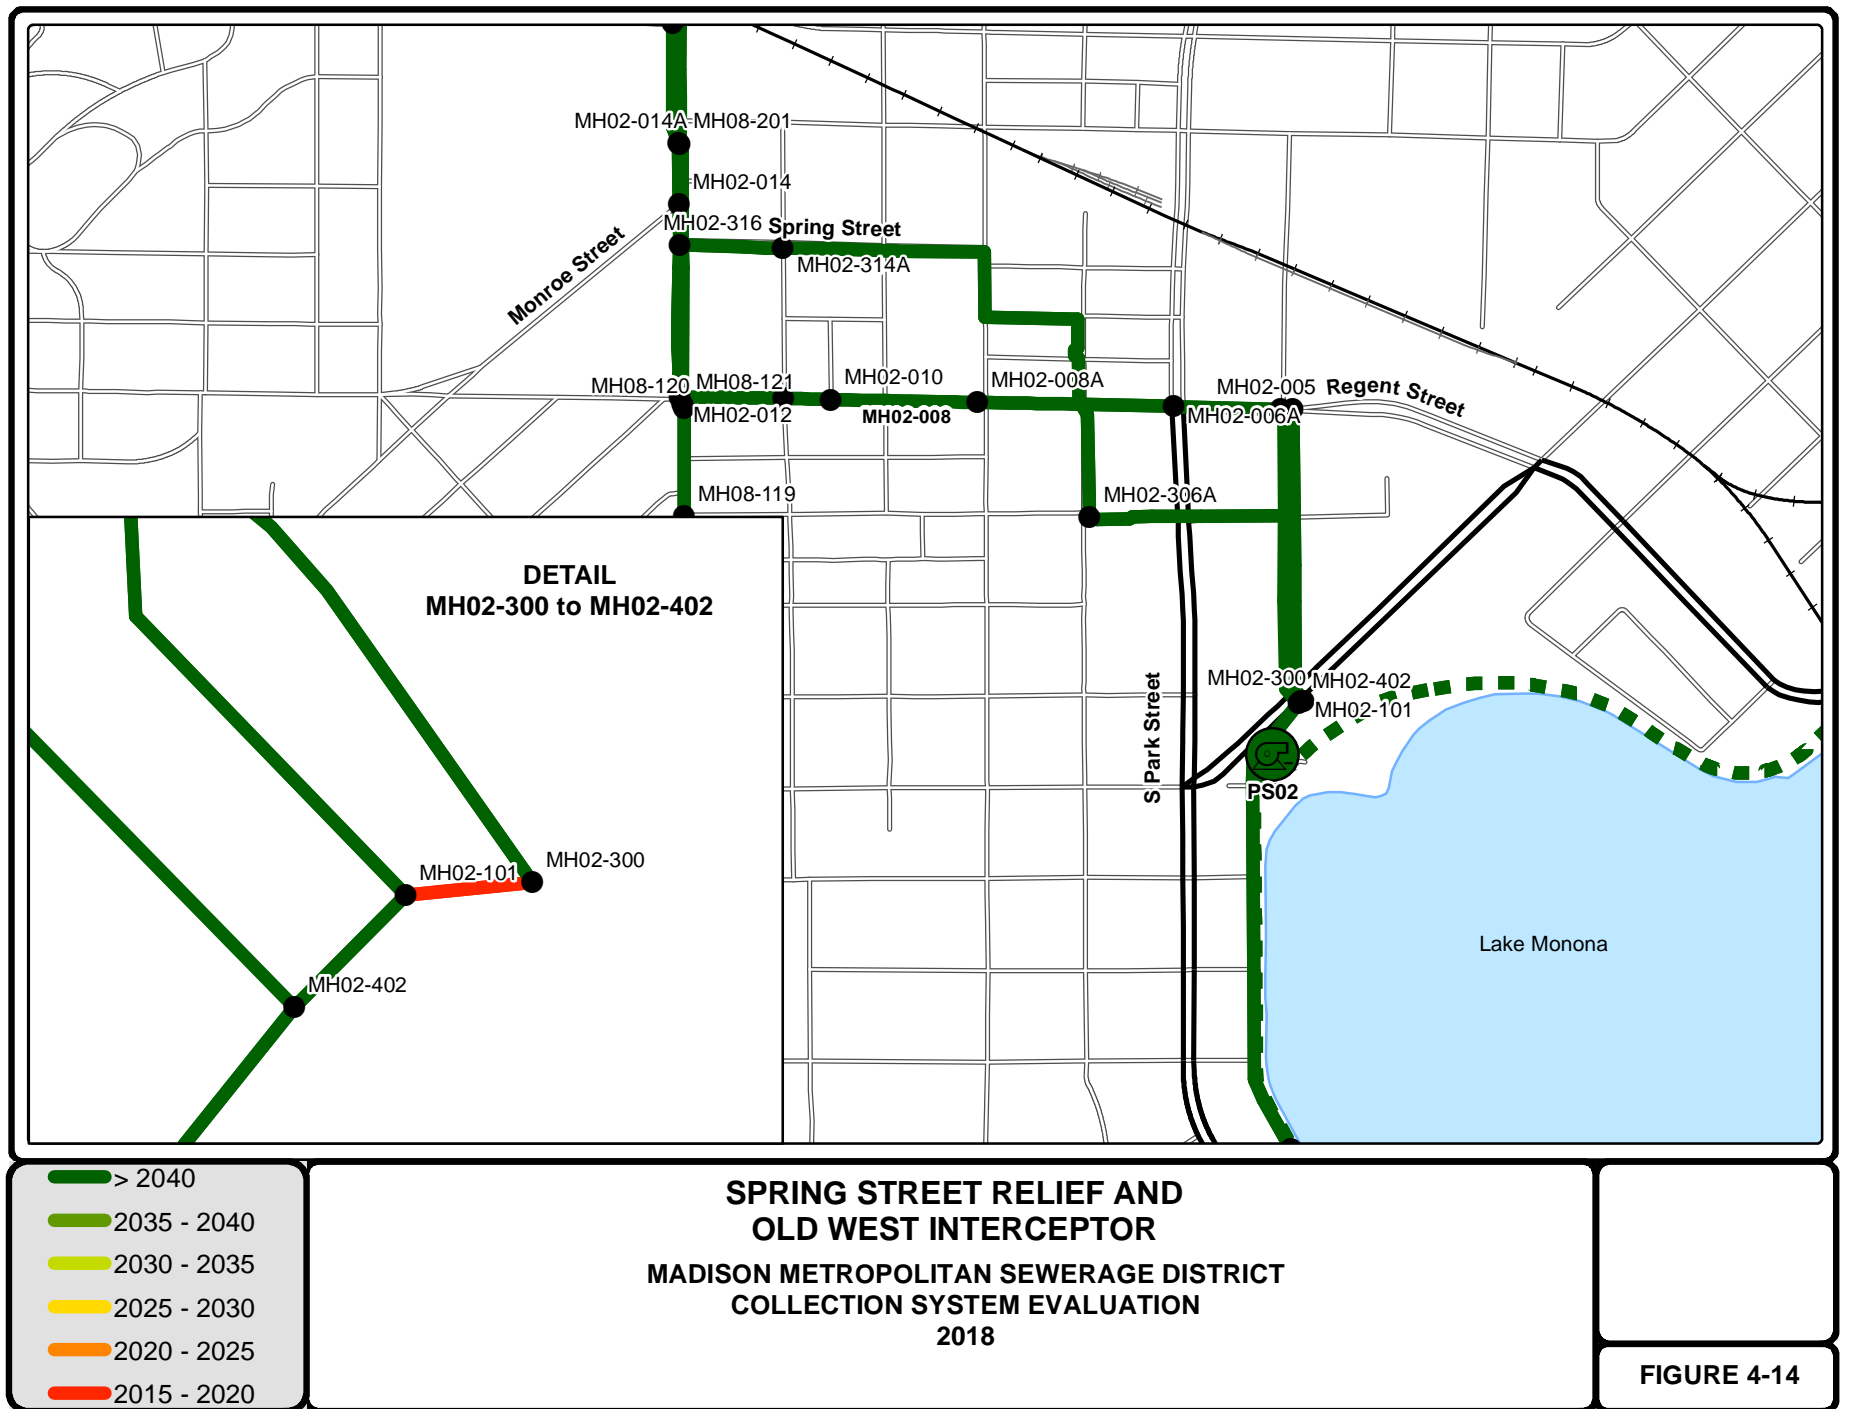 MH02-014A MH08-201
MH02-014
MH02-316 Spring Street
MH02-314A
Monroe Street
MH08-120 MH08-121 MH02-010 MH02-008A MH02-005 Regent Street
MH02-012 MH02-008 MH02-006A
MH08-119 MH02-306A
DETAIL
MH02-300 to MH02-402
S Park Street
MH02-300 MH02-402
MH02-101
PS02
MH02-101 MH02-300
MH02-402
Lake Monona
> 2040
2035 - 2040
2030 - 2035
2025 - 2030
2020 - 2025
2015 - 2020
SPRING STREET RELIEF AND
OLD WEST INTERCEPTOR
MADISON METROPOLITAN SEWERAGE DISTRICT
COLLECTION SYSTEM EVALUATION
2018
FIGURE 4-14